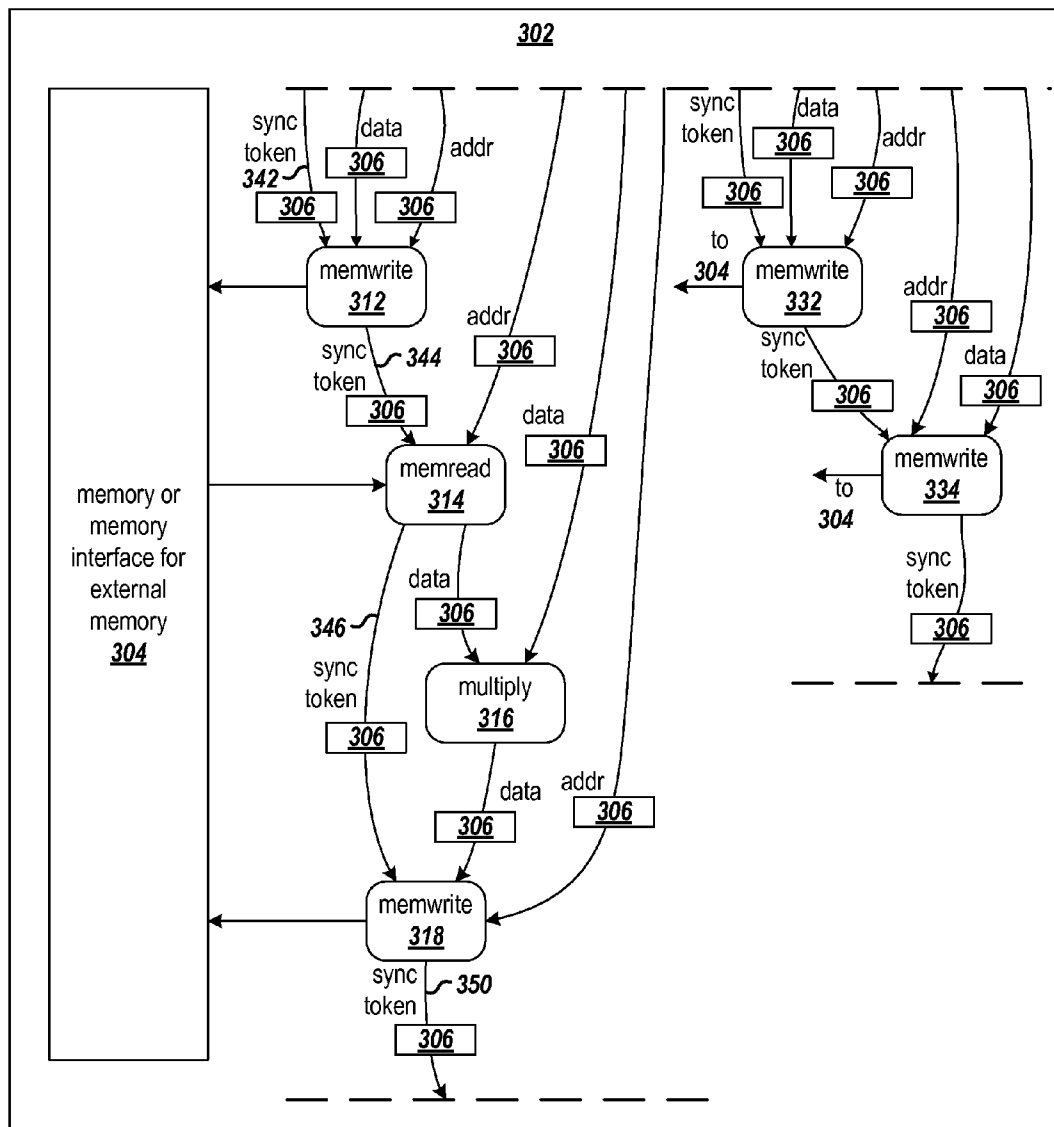 302
sync
token
342
306
data
306
addr
306
memwrite
312
sync
token
344
306
addr
306
memread
314
data
306
data
306
346
sync
token
306
multiply
316
data
306
addr
306
memwrite
318
sync
token
350
306
memory or
memory
interface for
external
memory
304
sync
token
306
data
306
addr
306
to
304
memwrite
332
sync
token
306
addr
306
data
306
memwrite
334
to
304
sync
token
306